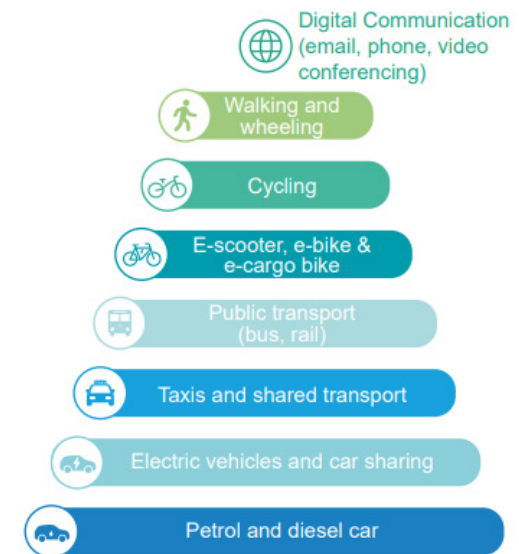 Digital Communication
(email, phone, video
conferencing)
Walking and
wheeling
Cycling
E-scooter, e-bike &
e-cargo bike
Public transport
(bus, rail)
Taxis and shared transport
Electric vehicles and car sharing
Petrol and diesel car